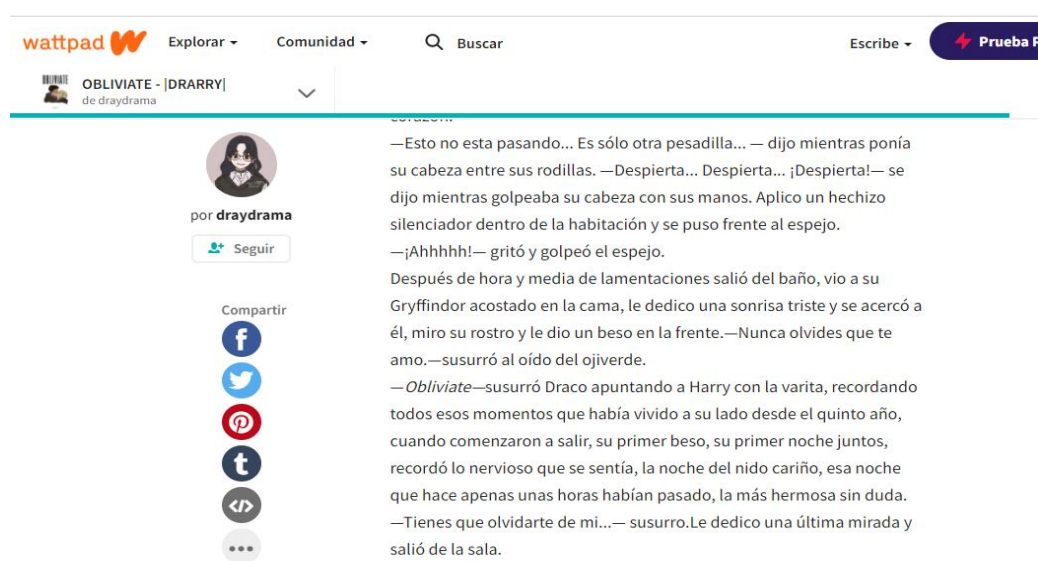 wattpad
Explorar
Comunidad
Buscar
Escribe
Prueba P
OBLIVIATE
OBLIVIATE - |DRARRY|
de draydrama
por draydrama
Seguir
Compartir
corazón.
—Esto no esta pasando... Es sólo otra pesadilla... — dijo mientras ponía
su cabeza entre sus rodillas. —Despierta... Despierta... ¡Despierta!— se
dijo mientras golpeaba su cabeza con sus manos. Aplico un hechizo
silenciador dentro de la habitación y se puso frente al espejo.
—¡Ahhhhh!— gritó y golpeó el espejo.
Después de hora y media de lamentaciones salió del baño, vio a su
Gryffindor acostado en la cama, le dedico una sonrisa triste y se acercó a
él, miro su rostro y le dio un beso en la frente.—Nunca olvides que te
amo.—susurró al oído del ojiverde.
—Obliviate—susurró Draco apuntando a Harry con la varita, recordando
todos esos momentos que había vivido a su lado desde el quinto año,
cuando comenzaron a salir, su primer beso, su primer noche juntos,
recordó lo nervioso que se sentía, la noche del nido cariño, esa noche
que hace apenas unas horas habían pasado, la más hermosa sin duda.
—Tienes que olvidarte de mi...— susurro.Le dedico una última mirada y
salió de la sala.